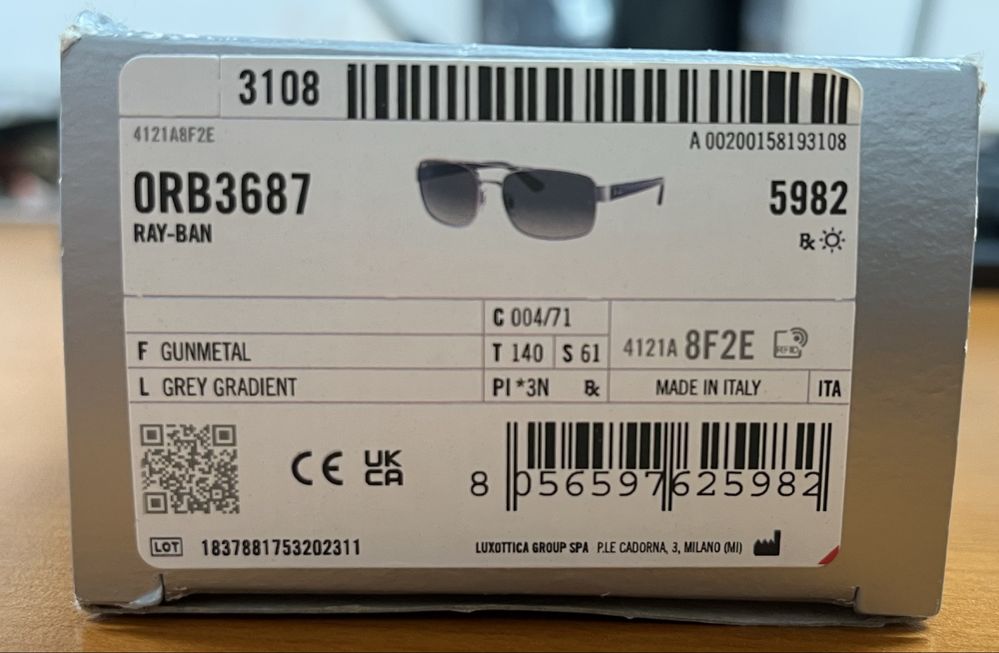 3108
4121A8F2E
A 00200158193108
0RB3687
5982
RAY-BAN
C 004/71
F GUNMETAL
T 140 S 61
4121A 8F2E RFID
L GREY GRADIENT
PI *3N ℞
MADE IN ITALY ITA
CE UK CA
8 056597 625982
LOT 1837881753202311
LUXOTTICA GROUP SPA P.LE CADORNA, 3, MILANO (MI)